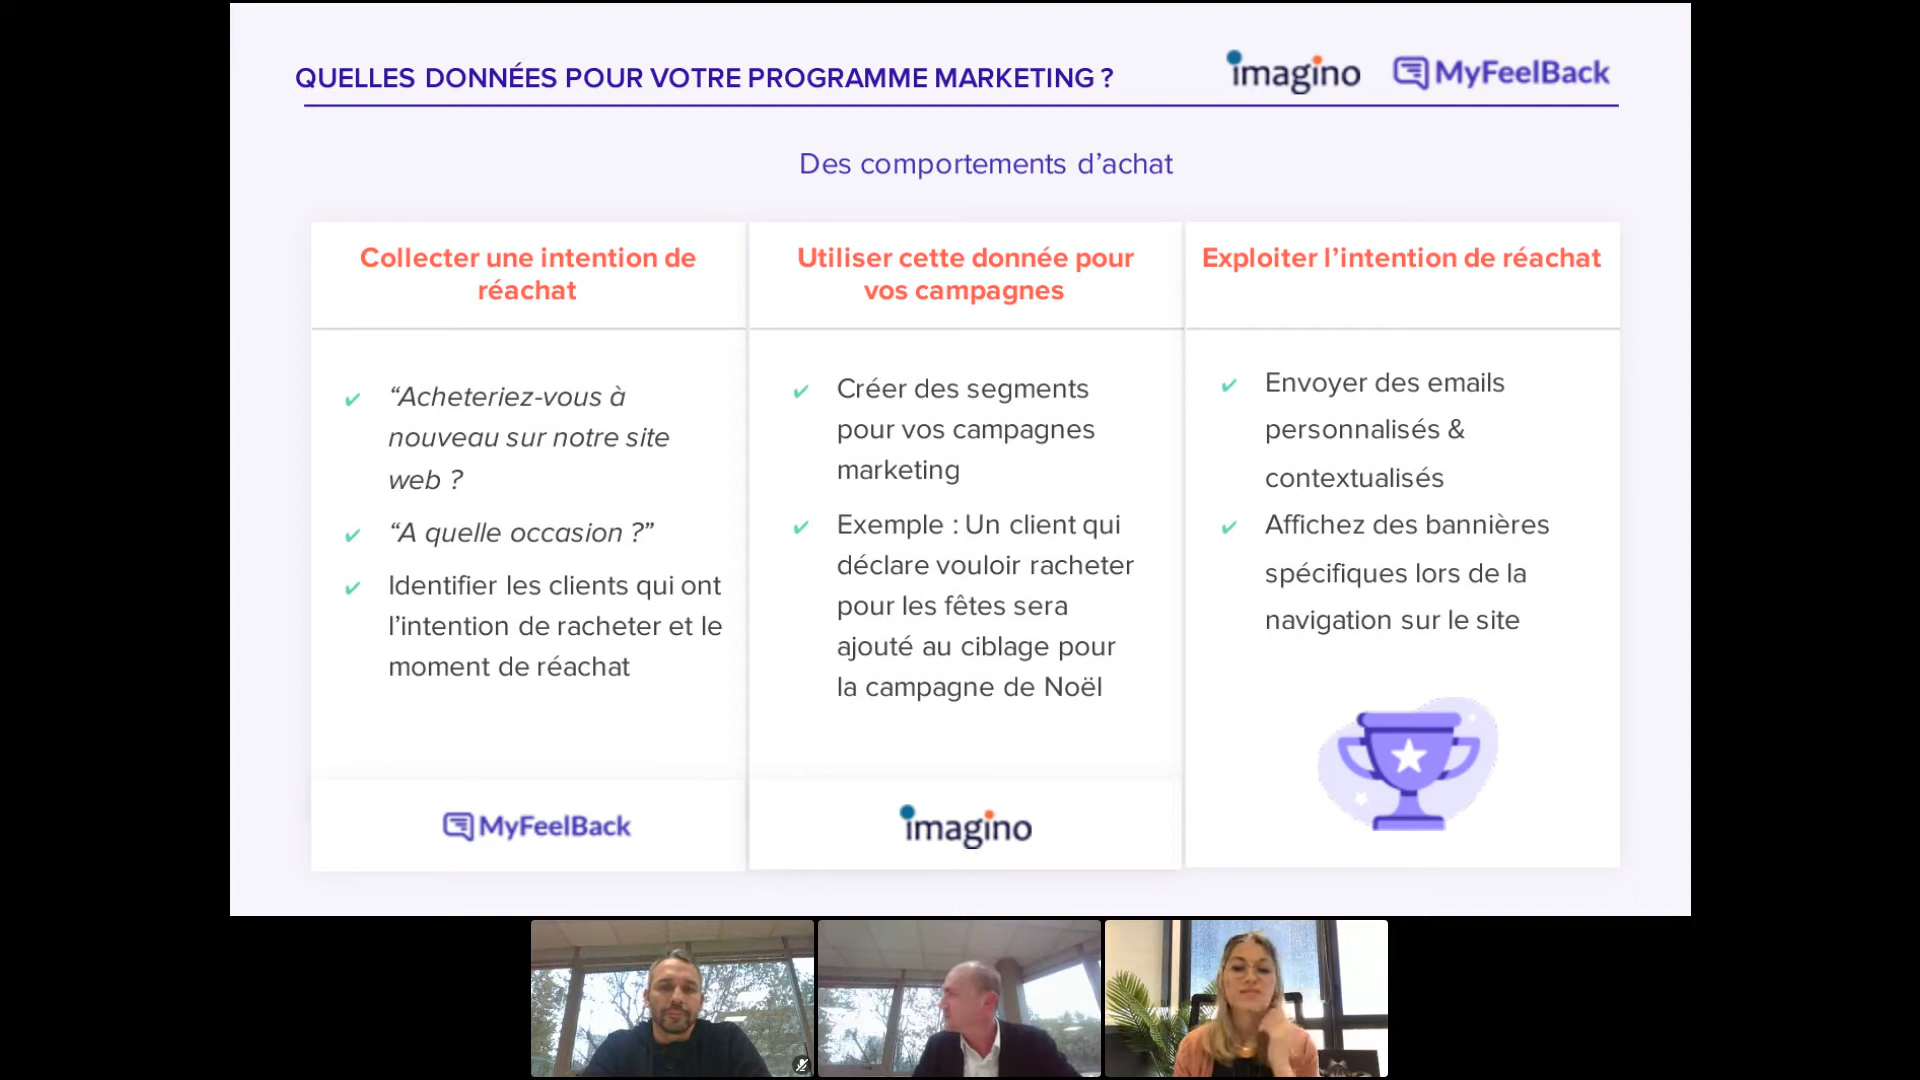 QUELLES DONNÉES POUR VOTRE PROGRAMME MARKETING ?
imagino
MyFeelBack
Des comportements d’achat
Collecter une intention de
réachat
“Acheteriez-vous à
nouveau sur notre site
web ?
“A quelle occasion ?”
Identifier les clients qui ont
l’intention de racheter et le
moment de réachat
MyFeelBack
Utiliser cette donnée pour
vos campagnes
Créer des segments
pour vos campagnes
marketing
Exemple : Un client qui
déclare vouloir racheter
pour les fêtes sera
ajouté au ciblage pour
la campagne de Noël
imagino
Exploiter l’intention de réachat
Envoyer des emails
personnalisés &
contextualisés
Affichez des bannières
spécifiques lors de la
navigation sur le site